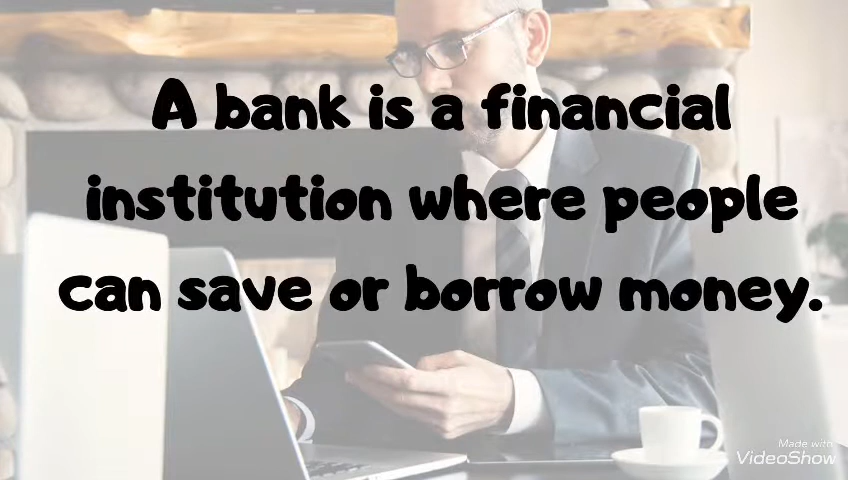 A bank is a financial
institution where people
can save or borrow money.
Made with
VideoShow